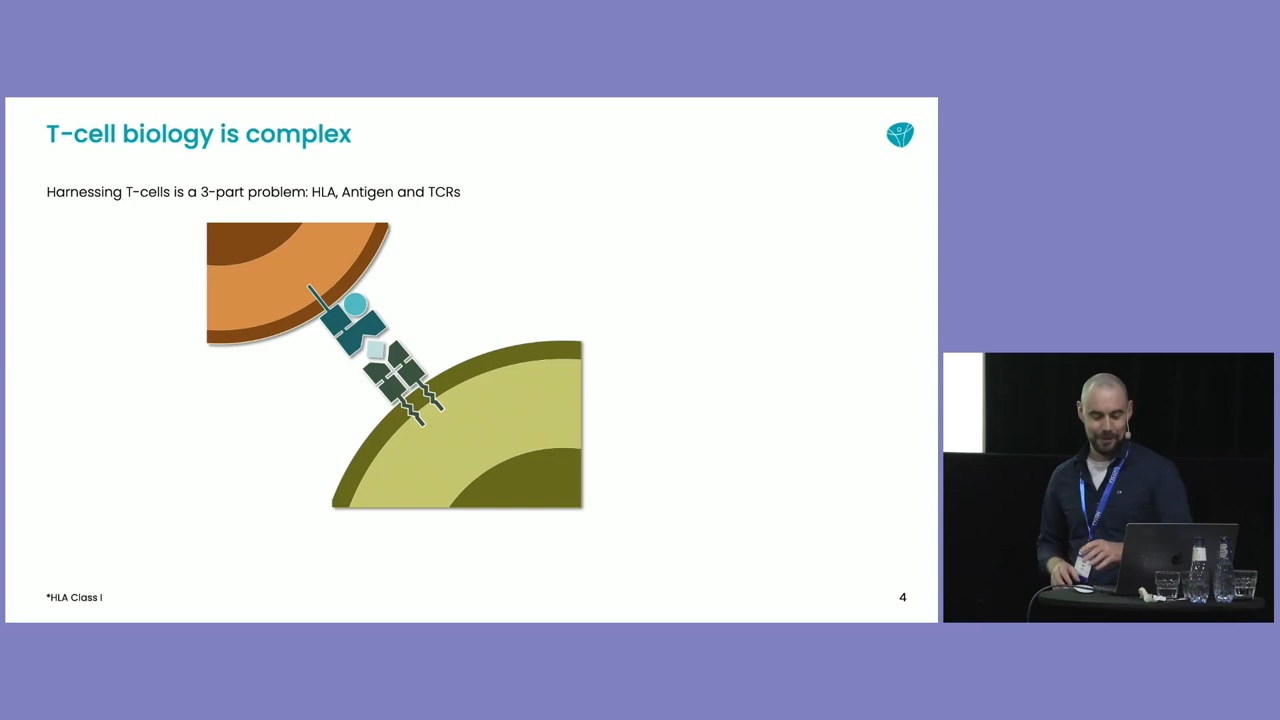 T-cell biology is complex
Harnessing T-cells is a 3-part problem: HLA, Antigen and TCRs
*HLA Class I
4